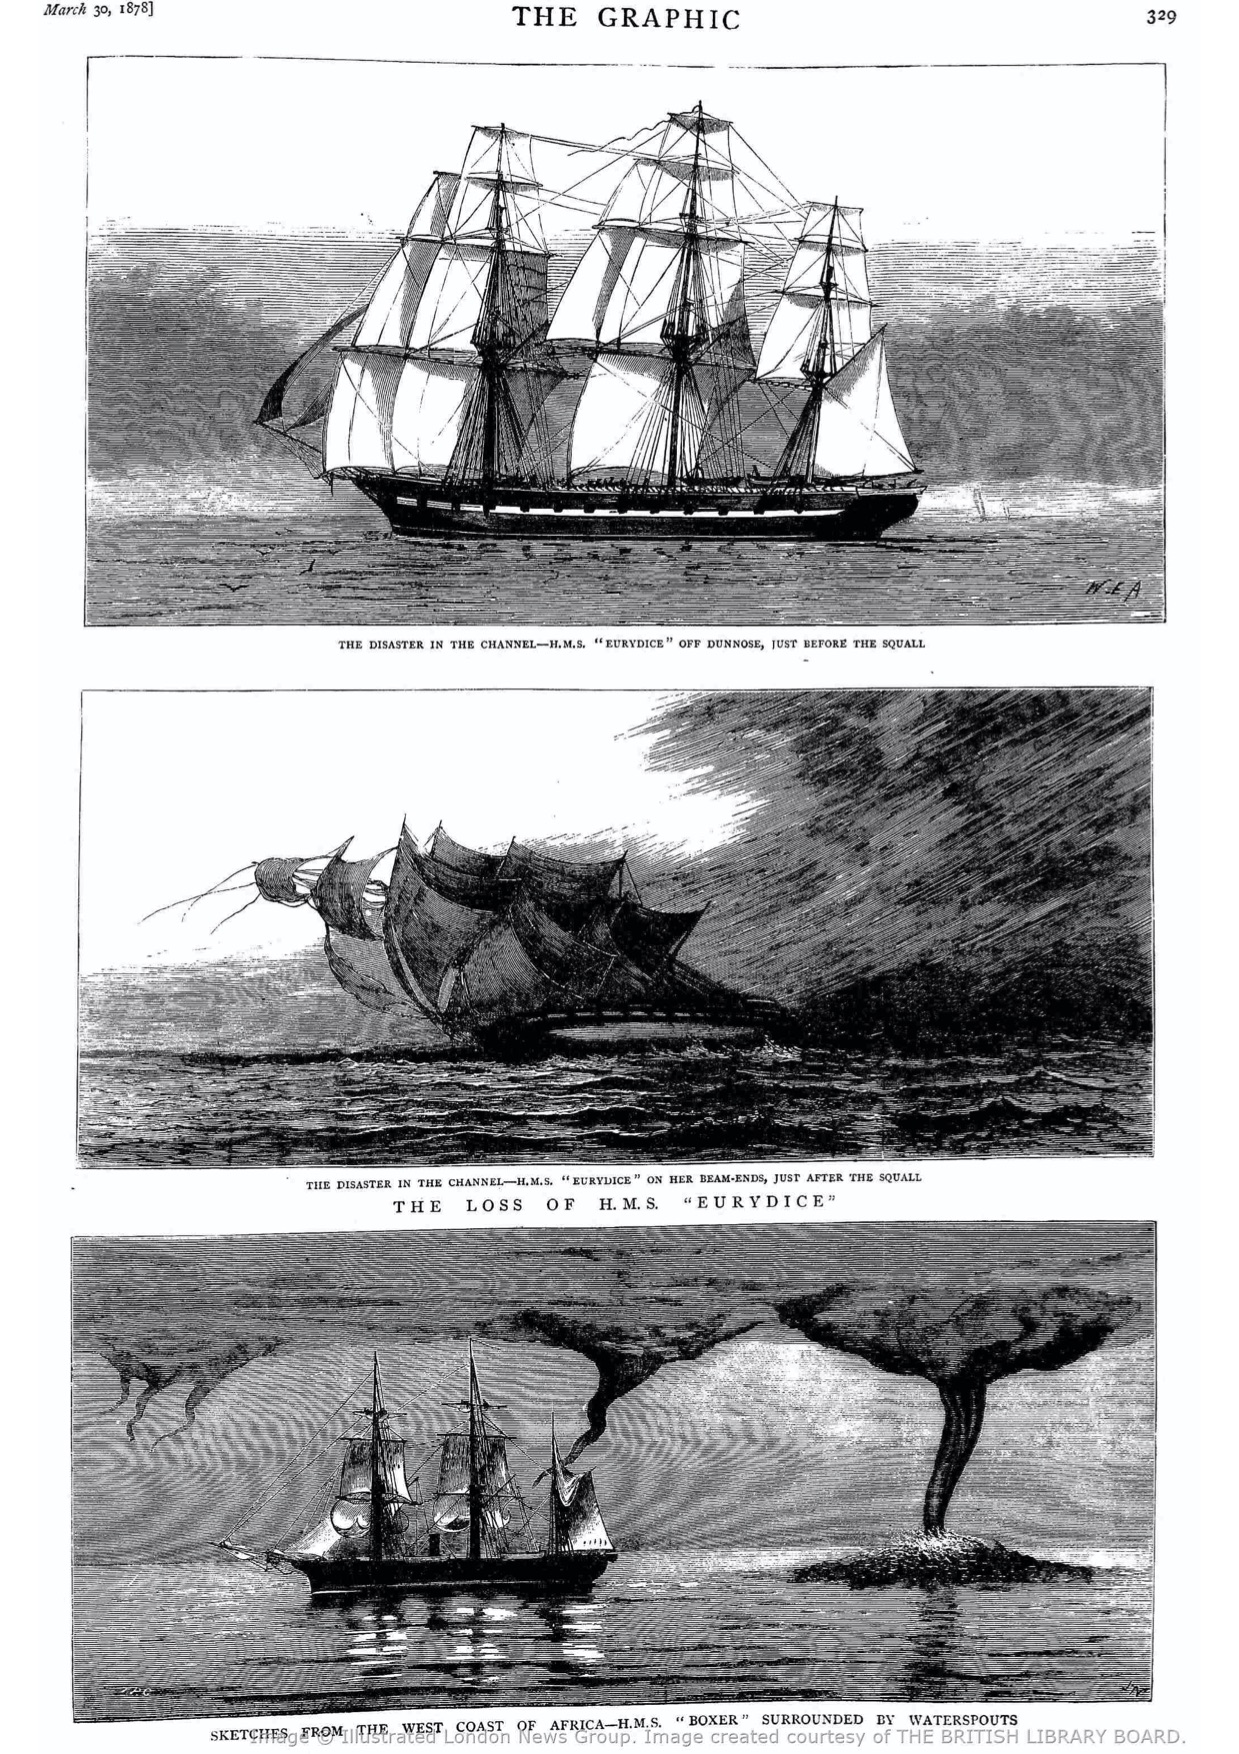 March 30, 1878]
THE GRAPHIC
329
W.E.A
THE DISASTER IN THE CHANNEL—H.M.S. "EURYDICE" OFF DUNNOSE, JUST BEFORE THE SQUALL
THE DISASTER IN THE CHANNEL—H.M.S. "EURYDICE" ON HER BEAM-ENDS, JUST AFTER THE SQUALL
THE LOSS OF H.M.S. "EURYDICE"
SKETCHES FROM THE WEST COAST OF AFRICA—H.M.S. "BOXER" SURROUNDED BY WATERSPOUTS
Image © Illustrated London News Group. Image created courtesy of THE BRITISH LIBRARY BOARD.